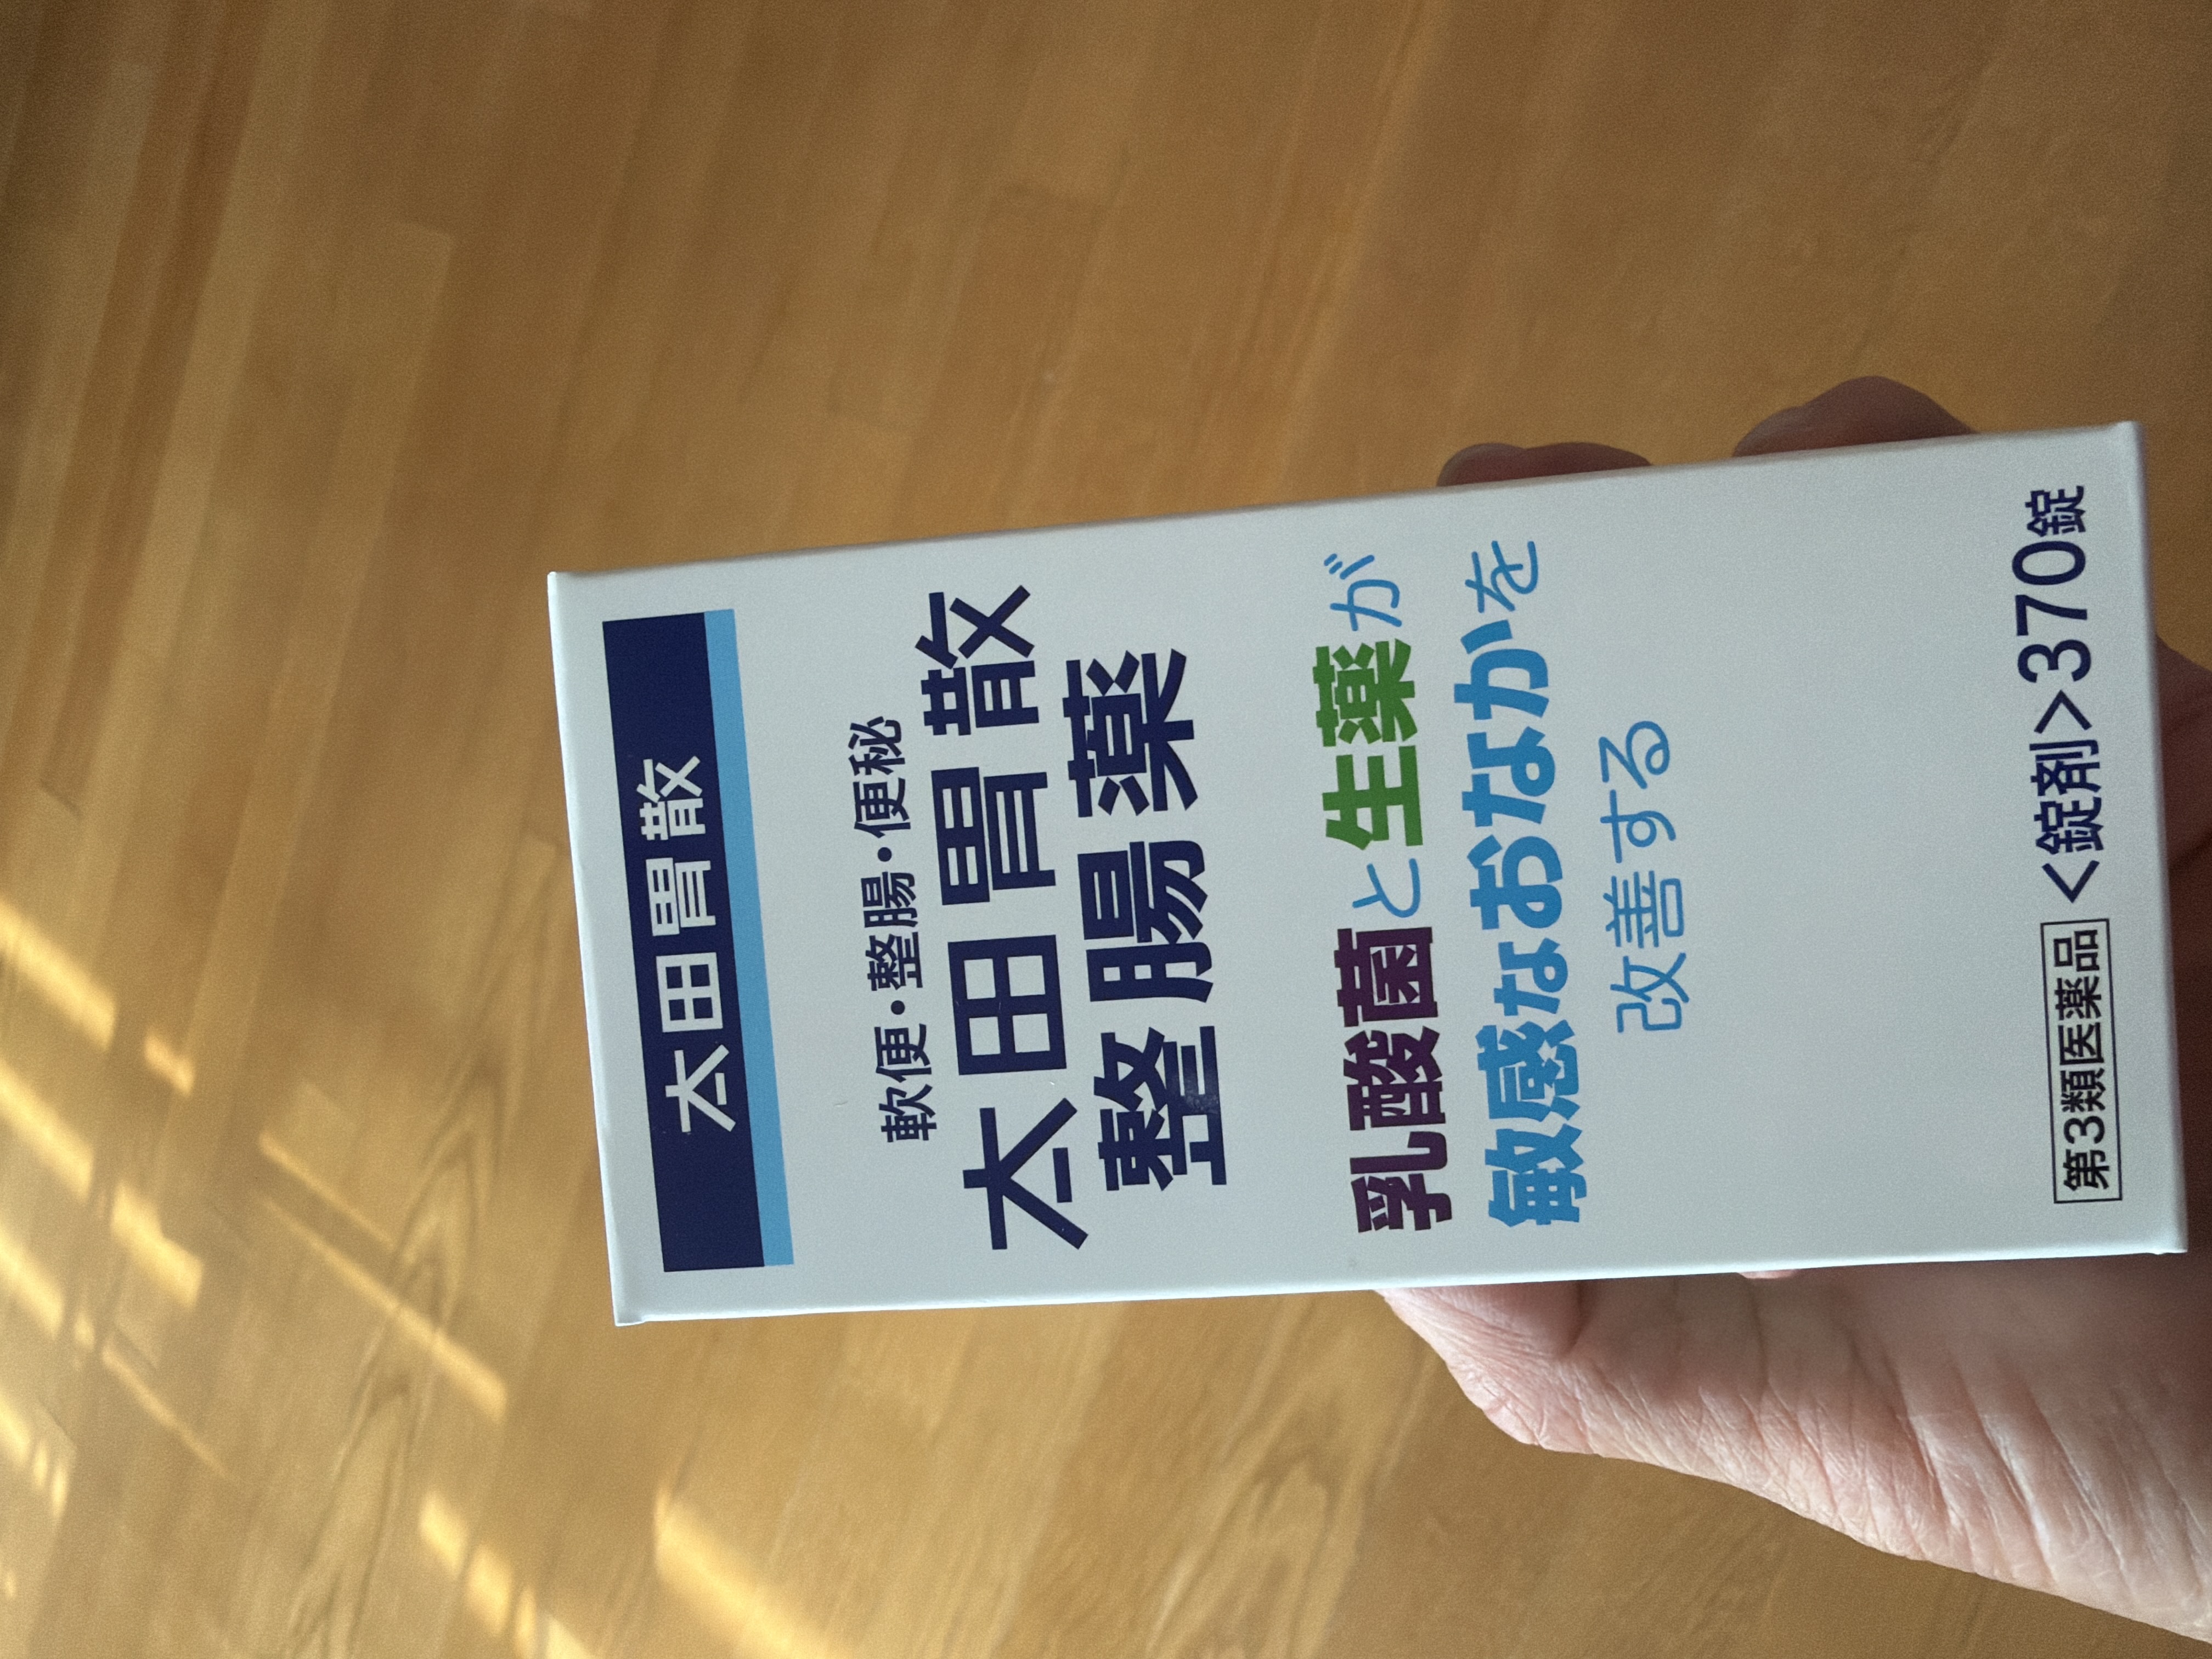 太田胃散
軟便・整腸・便秘
太田胃散
整腸薬
乳酸菌と生薬が
敏感なおなかを
改善する
第3類医薬品 <錠剤>370錠